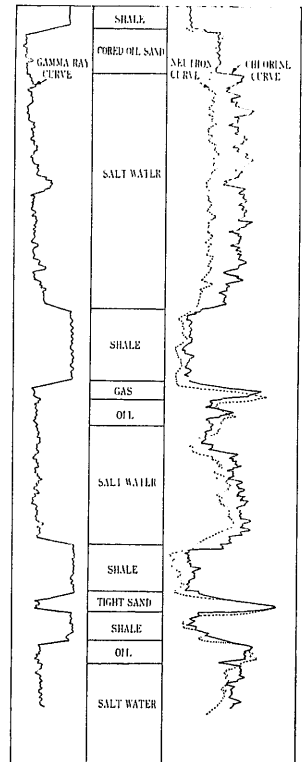 SHALE
CORED OIL SAND
GAMMA RAY
CURVE
NEUTRON
CURVE
CHLORINE
CURVE
SALT WATER
SHALE
GAS
OIL
SALT WATER
SHALE
TIGHT SAND
SHALE
OIL
SALT WATER